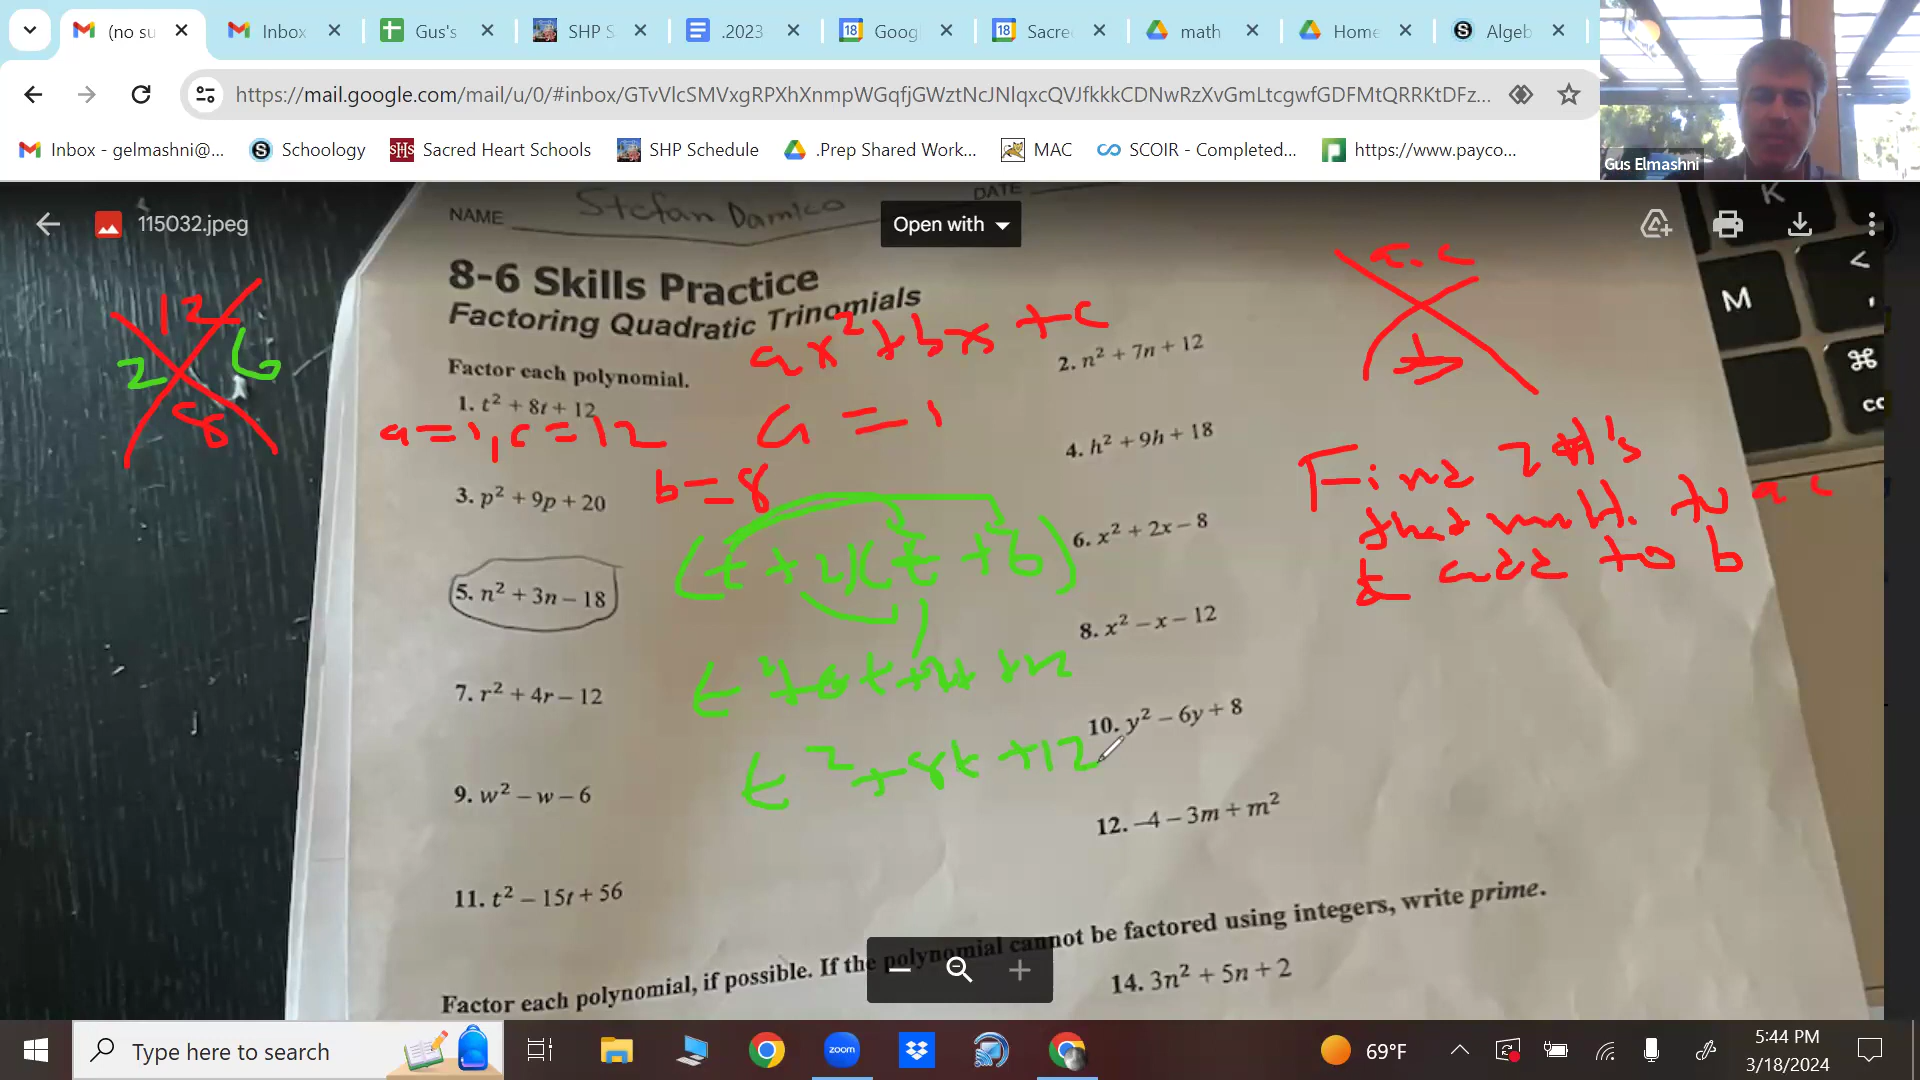 (no su
Inbox
Gus's
SHP S
.2023
Goog
Sacre
math
Home
Algeb
https://mail.google.com/mail/u/0/#inbox/GTvVlcSMVxgRPXhXnmpWGqfjGWztNcJNlqxcQVJfkkkCDNwRzXvGmLtcgwfGDFMtQRRKtDFz...
Inbox - gelmashni@...
Schoology
Sacred Heart Schools
SHP Schedule
.Prep Shared Work...
MAC
SCOIR - Completed...
https://www.payco...
Gus Elmashni
115032.jpeg
Open with
NAME Stefan Damico
DATE
8-6 Skills Practice
Factoring Quadratic Trinomials
Factor each polynomial.
ax² + bx + c
a = 1
a.c
b
12
2 6
8
1. t² + 8t + 12
a = 1, c = 12
b = 8
2. n² + 7n + 12
3. p² + 9p + 20
4. h² + 9h + 18
Find 2 #'s
that mult. to ac
& add to b
(t + 2)(t + 6)
5. n² + 3n – 18
6. x² + 2x – 8
t² + 6t + 2t + 12
7. r² + 4r – 12
8. x² – x – 12
t² + 8t + 12
9. w² – w – 6
10. y² – 6y + 8
11. t² – 15t + 56
12. –4 – 3m + m²
Factor each polynomial, if possible. If the polynomial cannot be factored using integers, write prime.
14. 3n² + 5n + 2
K
M
<
,
⌘
Type here to search
zoom
69°F
5:44 PM
3/18/2024